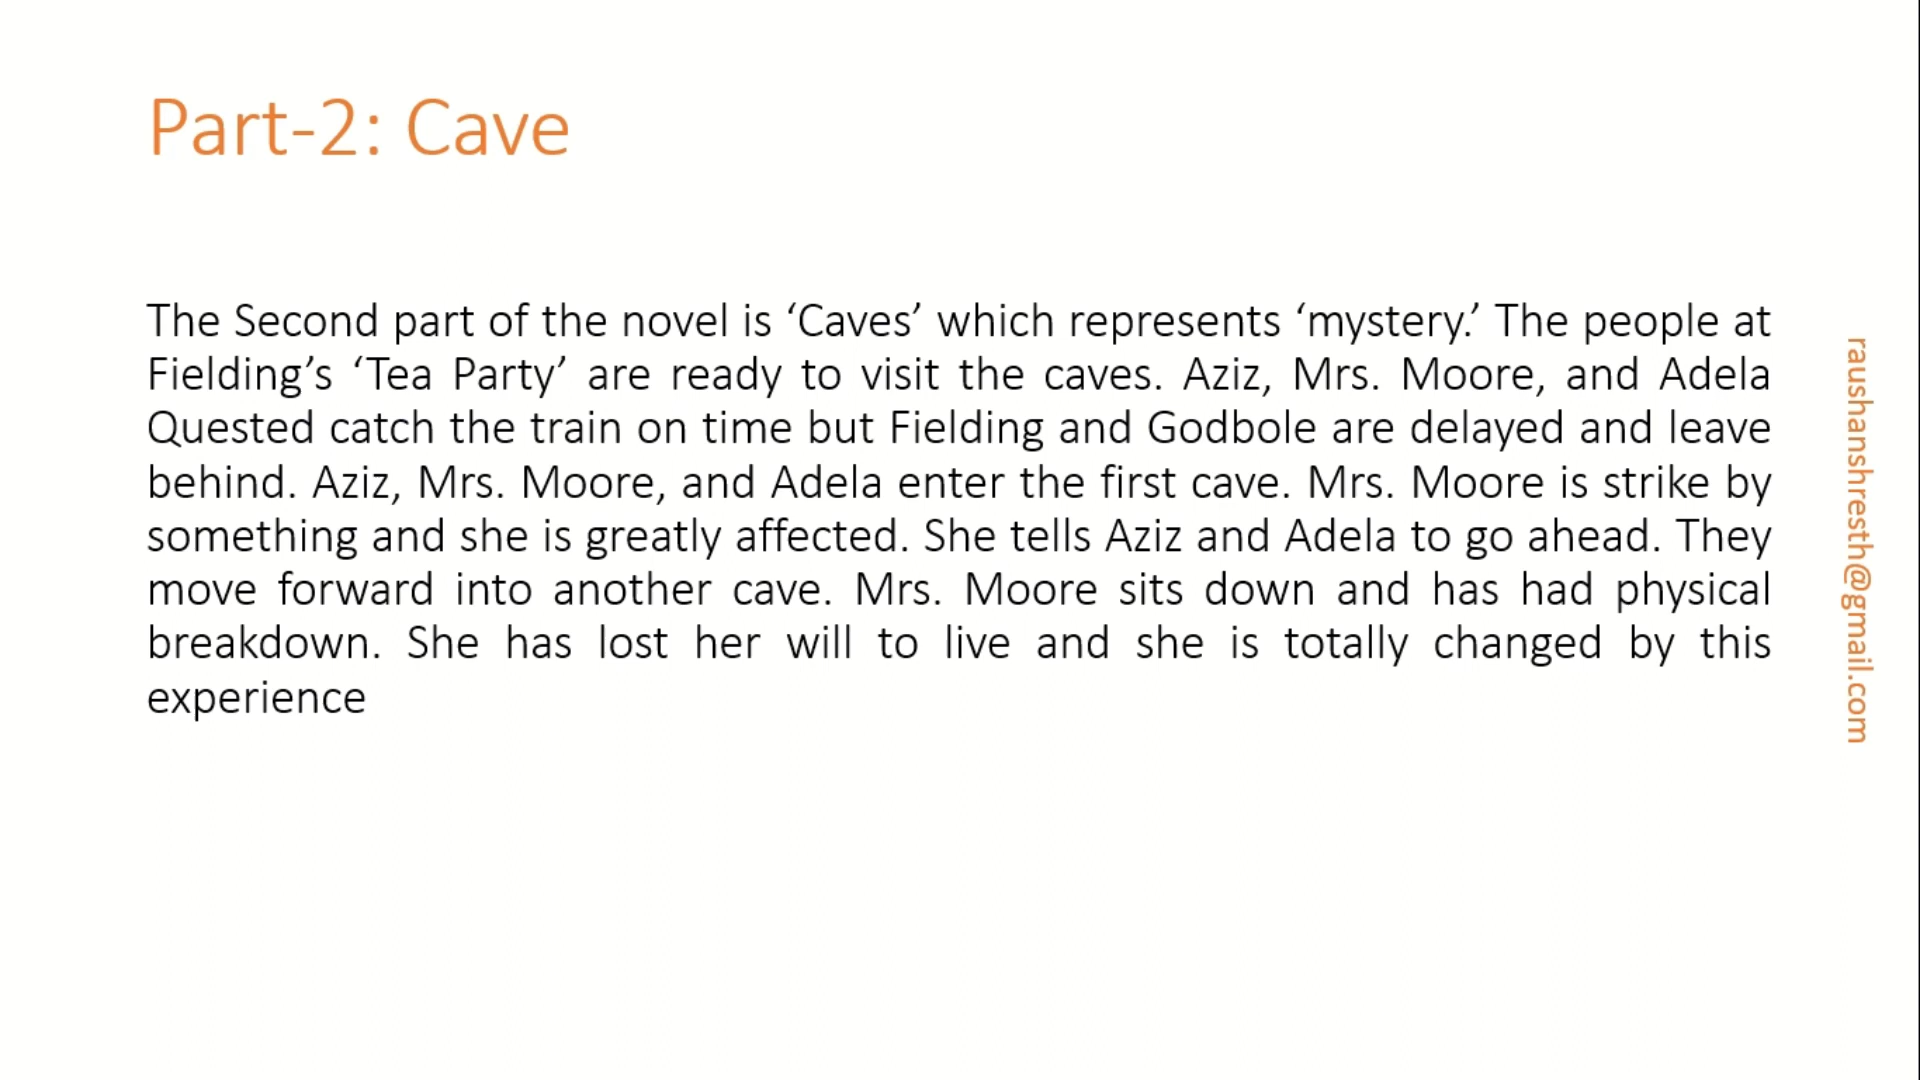 Part-2: Cave
The Second part of the novel is ‘Caves’ which represents ‘mystery.’ The people at
Fielding’s ‘Tea Party’ are ready to visit the caves. Aziz, Mrs. Moore, and Adela
Quested catch the train on time but Fielding and Godbole are delayed and leave
behind. Aziz, Mrs. Moore, and Adela enter the first cave. Mrs. Moore is strike by
something and she is greatly affected. She tells Aziz and Adela to go ahead. They
move forward into another cave. Mrs. Moore sits down and has had physical
breakdown. She has lost her will to live and she is totally changed by this
experience
raushanshresth@gmail.com